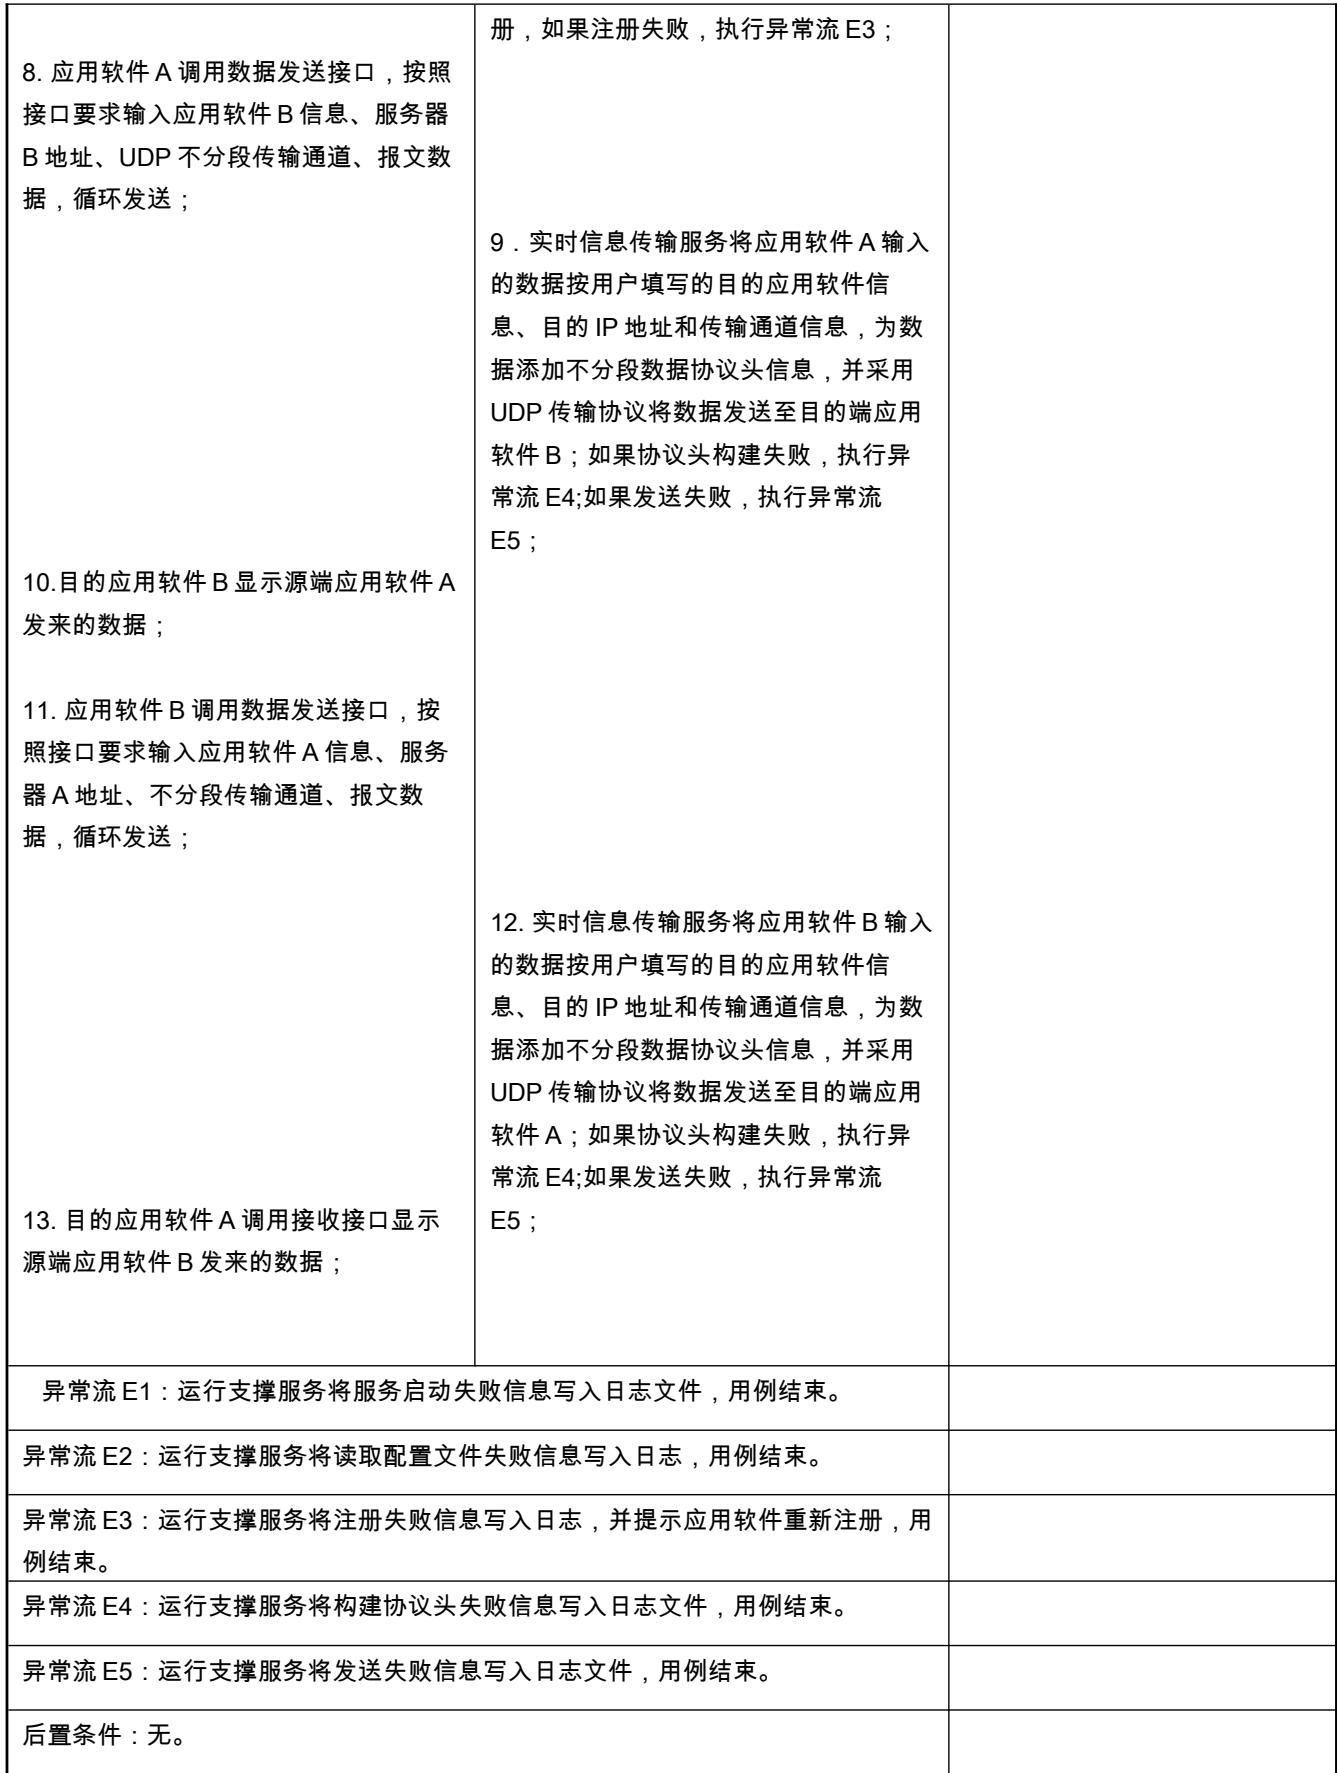 册，如果注册失败，执行异常流 E3；
8. 应用软件 A 调用数据发送接口，按照
接口要求输入应用软件 B 信息、服务器
B 地址、UDP 不分段传输通道、报文数
据，循环发送；
9．实时信息传输服务将应用软件 A 输入
的数据按用户填写的目的应用软件信
息、目的 IP 地址和传输通道信息，为数
据添加不分段数据协议头信息，并采用
UDP 传输协议将数据发送至目的端应用
软件 B；如果协议头构建失败，执行异
常流 E4;如果发送失败，执行异常流
E5；
10.目的应用软件 B 显示源端应用软件 A
发来的数据；
11. 应用软件 B 调用数据发送接口，按
照接口要求输入应用软件 A 信息、服务
器 A 地址、不分段传输通道、报文数
据，循环发送；
12. 实时信息传输服务将应用软件 B 输入
的数据按用户填写的目的应用软件信
息、目的 IP 地址和传输通道信息，为数
据添加不分段数据协议头信息，并采用
UDP 传输协议将数据发送至目的端应用
软件 A；如果协议头构建失败，执行异
常流 E4;如果发送失败，执行异常流
E5；
13. 目的应用软件 A 调用接收接口显示
源端应用软件 B 发来的数据；
异常流 E1：运行支撑服务将服务启动失败信息写入日志文件，用例结束。
异常流 E2：运行支撑服务将读取配置文件失败信息写入日志，用例结束。
异常流 E3：运行支撑服务将注册失败信息写入日志，并提示应用软件重新注册，用
例结束。
异常流 E4：运行支撑服务将构建协议头失败信息写入日志文件，用例结束。
异常流 E5：运行支撑服务将发送失败信息写入日志文件，用例结束。
后置条件：无。